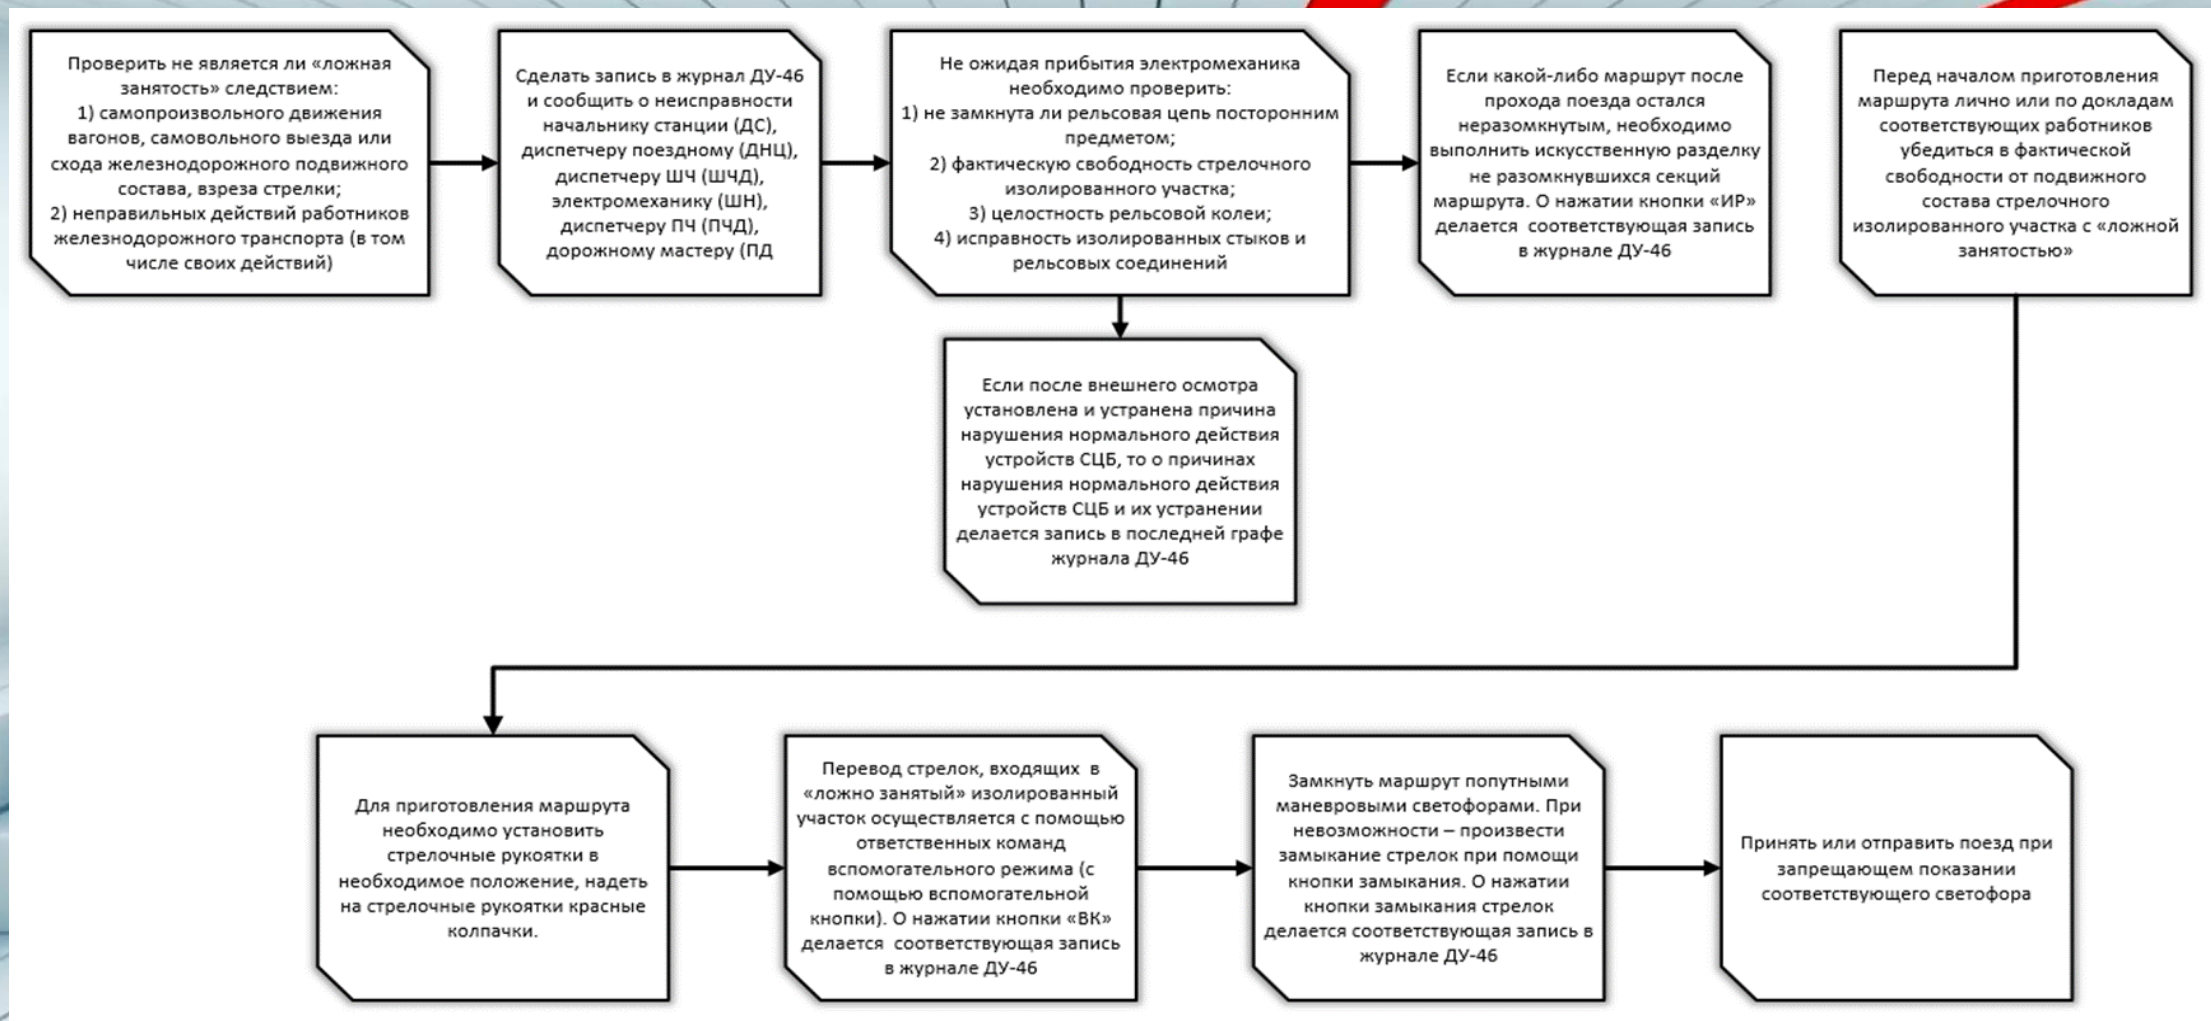 Проверить не является ли «ложная
занятость» следствием:
1) самопроизвольного движения
вагонов, самовольного выезда или
схода железнодорожного подвижного
состава, взреза стрелки;
2) неправильных действий работников
железнодорожного транспорта (в том
числе своих действий)
Сделать запись в журнал ДУ-46
и сообщить о неисправности
начальнику станции (ДС),
диспетчеру поездному (ДНЦ),
диспетчеру ШЧ (ШЧД),
электромеханику (ШН),
диспетчеру ПЧ (ПЧД),
дорожному мастеру (ПД
Не ожидая прибытия электромеханика
необходимо проверить:
1) не замкнута ли рельсовая цепь посторонним
предметом;
2) фактическую свободность стрелочного
изолированного участка;
3) целостность рельсовой колеи;
4) исправность изолированных стыков и
рельсовых соединений
Если какой-либо маршрут после
прохода поезда остался
неразомкнутым, необходимо
выполнить искусственную разделку
не разомкнувшихся секций
маршрута. О нажатии кнопки «ИР»
делается соответствующая запись
в журнале ДУ-46
Перед началом приготовления
маршрута лично или по докладам
соответствующих работников
убедиться в фактической
свободности от подвижного
состава стрелочного
изолированного участка с «ложной
занятостью»
Если после внешнего осмотра
установлена и устранена причина
нарушения нормального действия
устройств СЦБ, то о причинах
нарушения нормального действия
устройств СЦБ и их устранении
делается запись в последней графе
журнала ДУ-46
Для приготовления маршрута
необходимо установить
стрелочные рукоятки в
необходимое положение, надеть
на стрелочные рукоятки красные
колпачки.
Перевод стрелок, входящих в
«ложно занятый» изолированный
участок осуществляется с помощью
ответственных команд
вспомогательного режима (с
помощью вспомогательной
кнопки). О нажатии кнопки «ВК»
делается соответствующая запись
в журнале ДУ-46
Замкнуть маршрут попутными
маневровыми светофорами. При
невозможности – произвести
замыкание стрелок при помощи
кнопки замыкания. О нажатии
кнопки замыкания стрелок
делается соответствующая запись в
журнале ДУ-46
Принять или отправить поезд при
запрещающем показании
соответствующего светофора